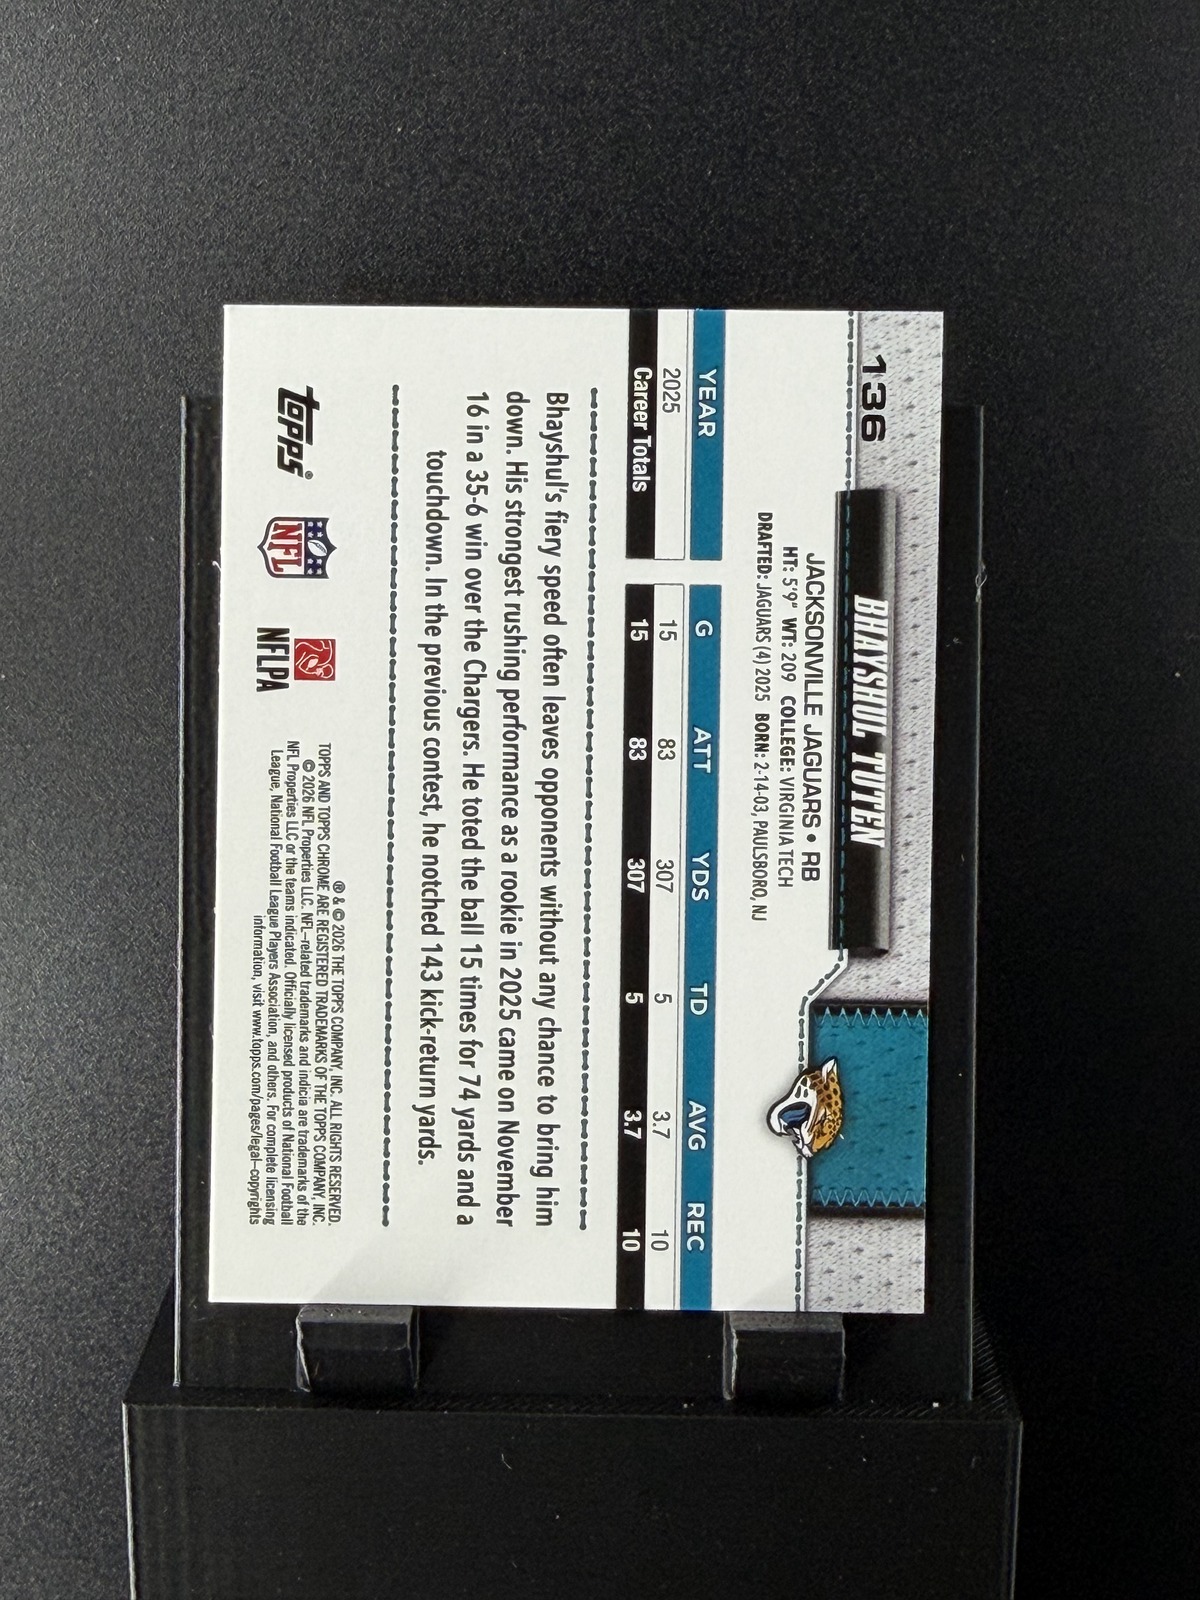 136
BHAYSHUL TUTEN
JACKSONVILLE JAGUARS • RB
HT: 5'9" WT: 209 COLLEGE: VIRGINIA TECH
DRAFTED: JAGUARS (4) 2025 BORN: 2-14-03, PAULSBORO, NJ
YEAR G ATT YDS TD AVG REC
2025 15 83 307 5 3.7 10
Career Totals 15 83 307 5 3.7 10
Bhayshul's fiery speed often leaves opponents without any chance to bring him
down. His strongest rushing performance as a rookie in 2025 came on November
16 in a 35-6 win over the Chargers. He toted the ball 15 times for 74 yards and a
touchdown. In the previous contest, he notched 143 kick-return yards.
topps®
NFL
NFLPA
® & © 2026 THE TOPPS COMPANY, INC. ALL RIGHTS RESERVED.
TOPPS AND TOPPS CHROME ARE REGISTERED TRADEMARKS OF THE TOPPS COMPANY, INC.
© 2026 NFL Properties LLC. NFL-related trademarks and indicia are trademarks of the
NFL Properties LLC or the teams indicated. Officially licensed products of National Football
League, National Football League Players Association, and others. For complete licensing
information, visit www.topps.com/pages/legal-copyrights